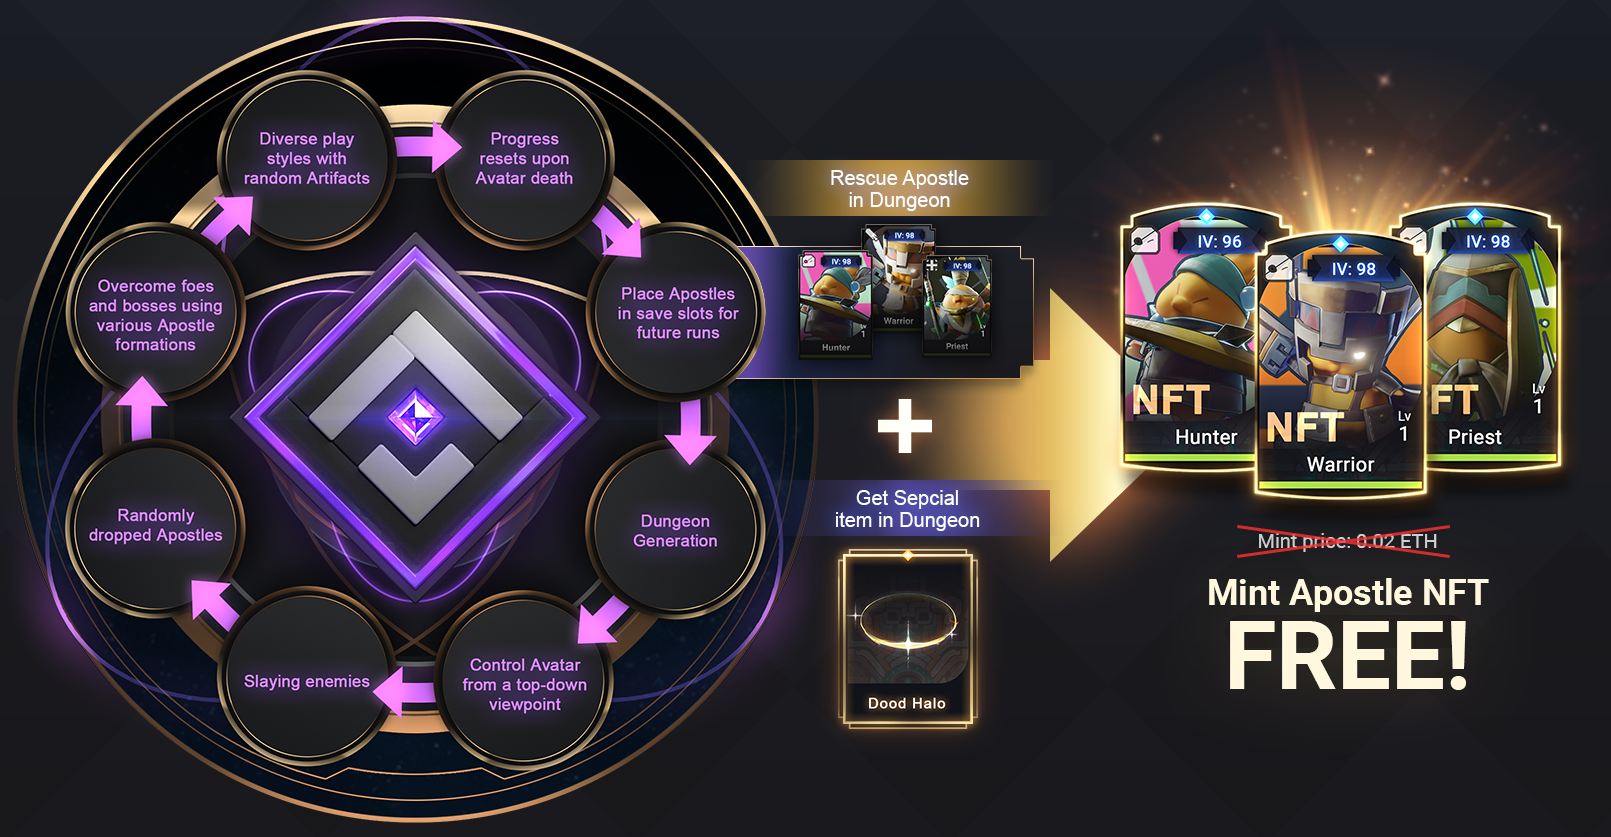 Diverse play
styles with
random Artifacts
Progress
resets upon
Avatar death
Place Apostles
in save slots for
future runs
Dungeon
Generation
Control Avatar
from a top-down
viewpoint
Slaying enemies
Randomly
dropped Apostles
Overcome foes
and bosses using
various Apostle
formations
Rescue Apostle
in Dungeon
IV: 98
Lv
1
Hunter
IV: 98
Warrior
IV: 98
Lv
1
Priest
+
Get Sepcial
item in Dungeon
Dood Halo
IV: 96
NFT
Hunter
IV: 98
NFT
Lv
1
Warrior
IV: 98
FT
Lv
1
Priest
Mint price: 0.02 ETH
Mint Apostle NFT
FREE!